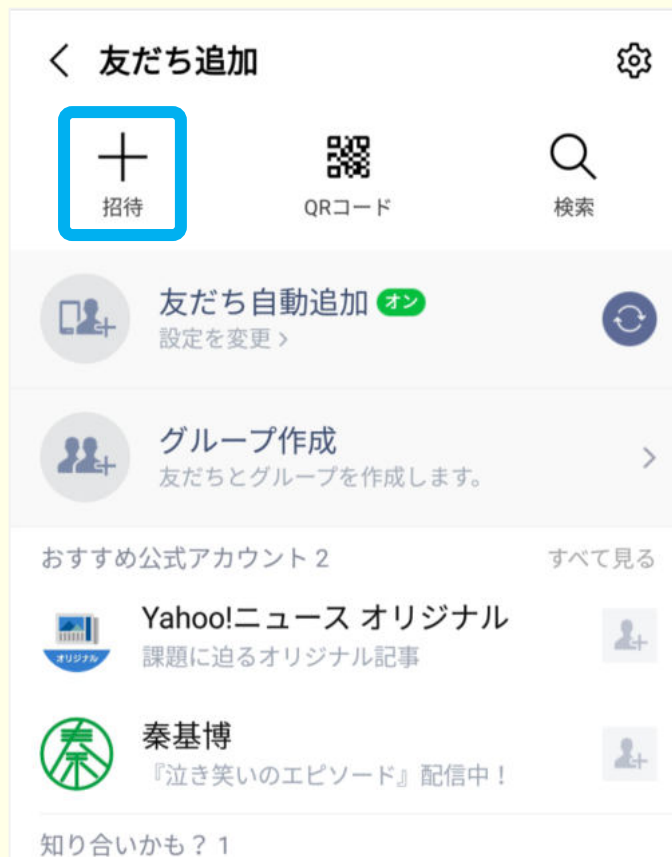 友だち追加
招待
QRコード
検索
友だち自動追加 オン
設定を変更 >
グループ作成
友だちとグループを作成します。
おすすめ公式アカウント 2 すべて見る
オリジナル
Yahoo!ニュース オリジナル
課題に迫るオリジナル記事
秦
秦基博
『泣き笑いのエピソード』配信中！
知り合いかも？ 1